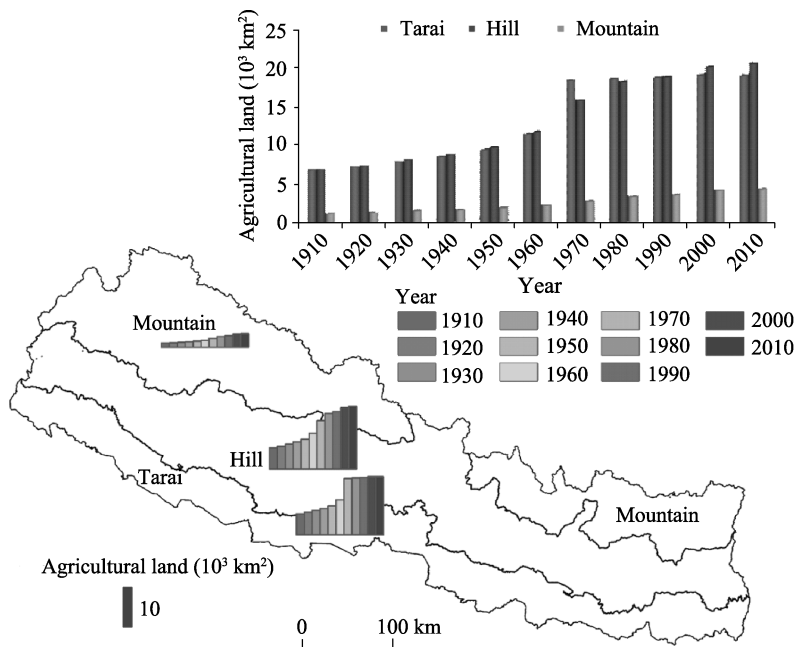 Tarai Hill Mountain
Agricultural land (10³ km²)
25
20
15
10
5
0
1910 1920 1930 1940 1950 1960 1970 1980 1990 2000 2010
Year
Year
1910 1940 1970 2000
1920 1950 1980 2010
1930 1960 1990
Mountain
Hill
Tarai
Mountain
Agricultural land (10³ km²)
10
0 100 km